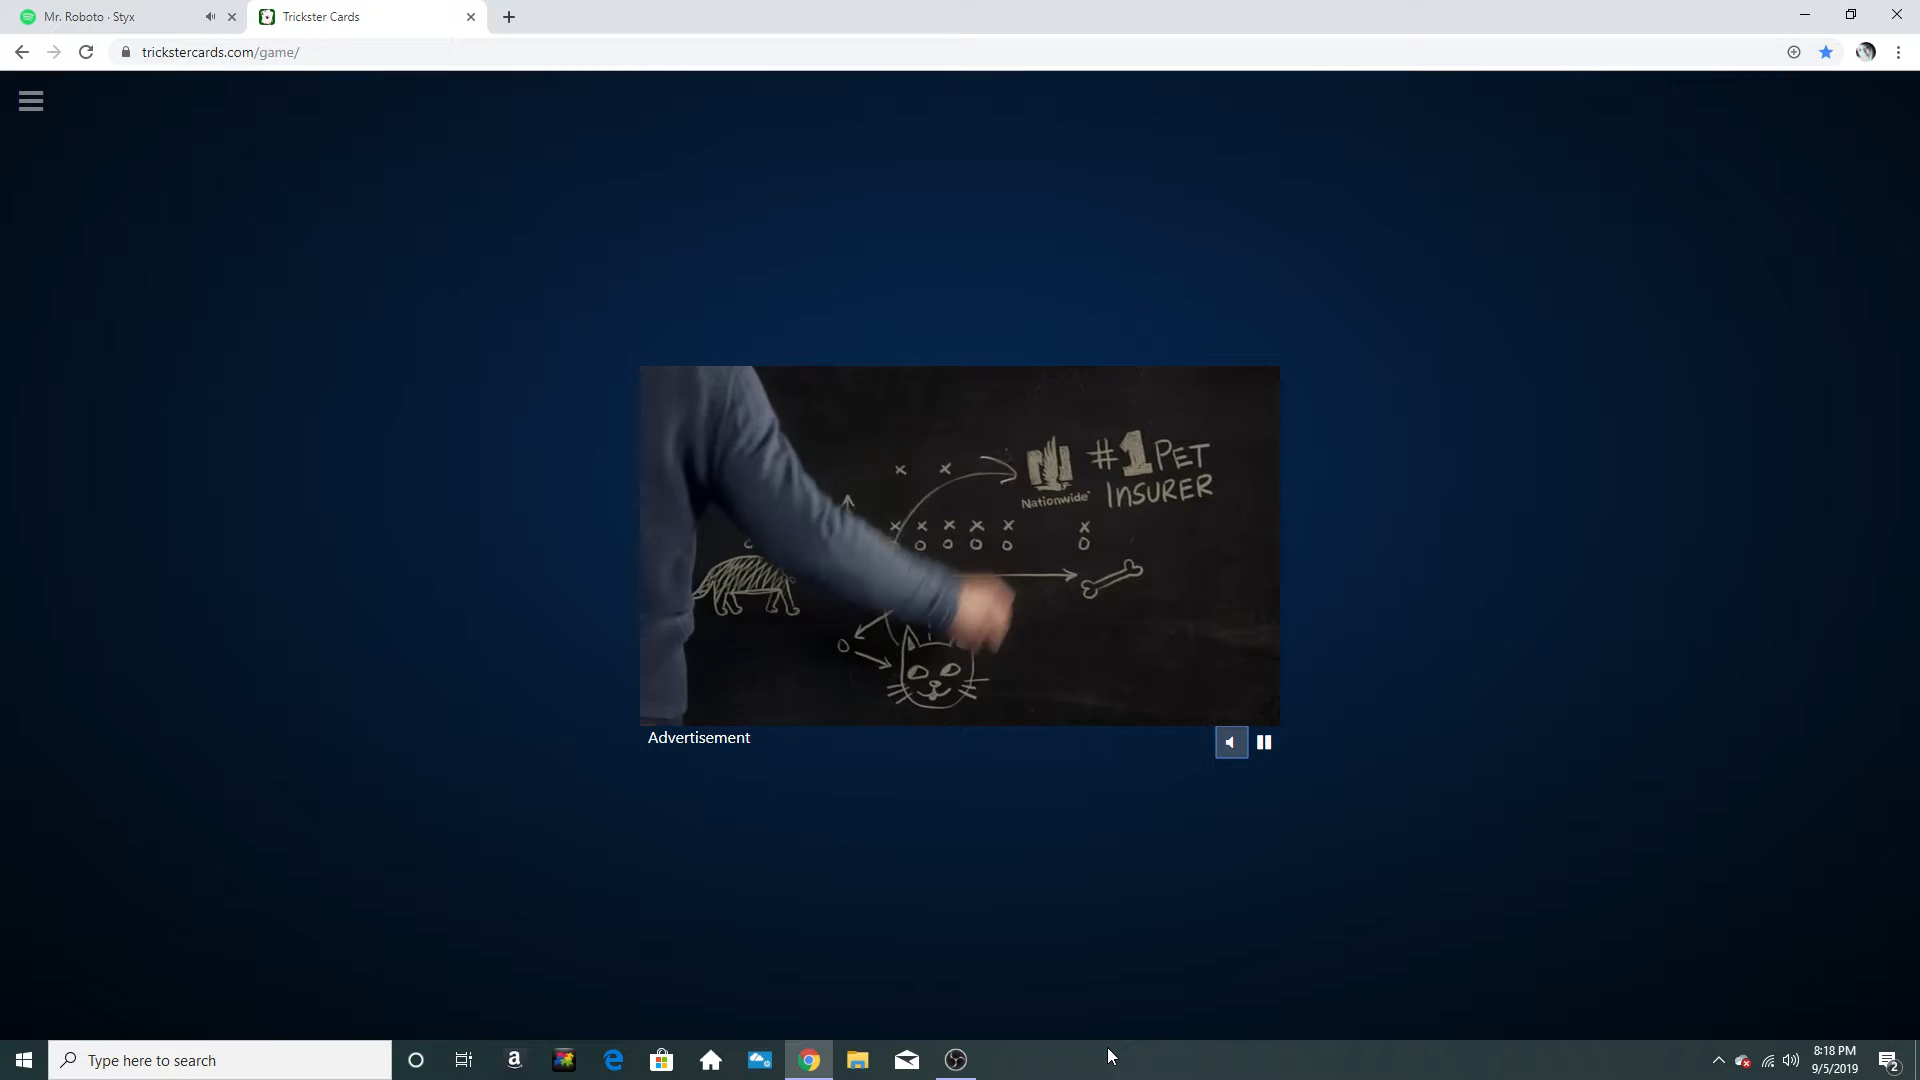 Mr. Roboto · Styx
Trickster Cards
trickstercards.com/game/
#1 PET
INSURER
Nationwide®
Advertisement
Type here to search
8:18 PM
9/5/2019
2